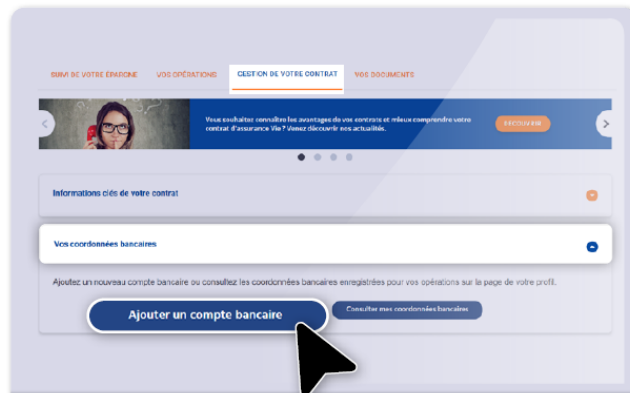 SUIVI DE VOTRE ÉPARGNE VOS OPÉRATIONS GESTION DE VOTRE CONTRAT VOS DOCUMENTS
Vous souhaitez connaître les avantages de vos contrats et mieux comprendre votre
contrat d'assurance Vie ? Venez découvrir nos actualités.
DÉCOUVRIR
Informations clés de votre contrat
Vos coordonnées bancaires
Ajoutez un nouveau compte bancaire ou consultez les coordonnées bancaires enregistrées pour vos opérations sur la page de votre profil.
Ajouter un compte bancaire Consulter mes coordonnées bancaires